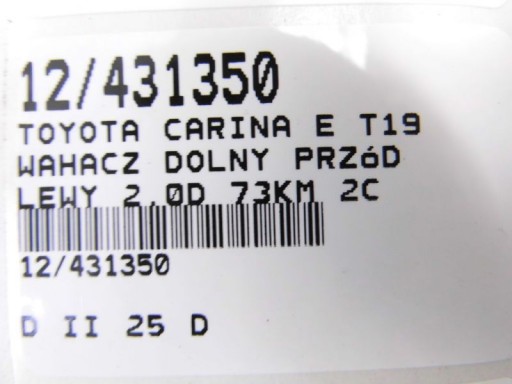 12/431350
TOYOTA CARINA E T19
WAHACZ DOLNY PRZóD
LEWY 2.0D 73KM 2C
12/431350
D II 25 D